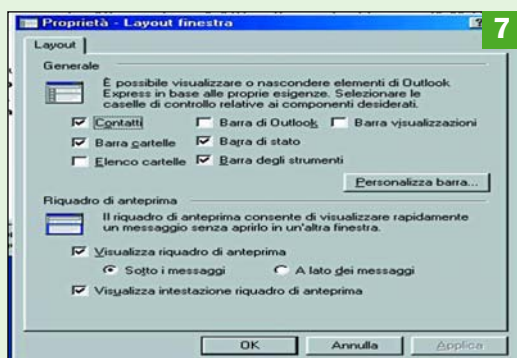 Proprietà - Layout finestra
7
Layout
Generale
È possibile visualizzare o nascondere elementi di Outlook
Express in base alle proprie esigenze. Selezionare le
caselle di controllo relative ai componenti desiderati.
Contatti Barra di Outlook Barra visualizzazioni
Barra cartelle Barra di stato
Elenco cartelle Barra degli strumenti
Personalizza barra...
Riquadro di anteprima
Il riquadro di anteprima consente di visualizzare rapidamente
un messaggio senza aprirlo in un'altra finestra.
Visualizza riquadro di anteprima
Sotto i messaggi A lato dei messaggi
Visualizza intestazione riquadro di anteprima
OK Annulla Applica